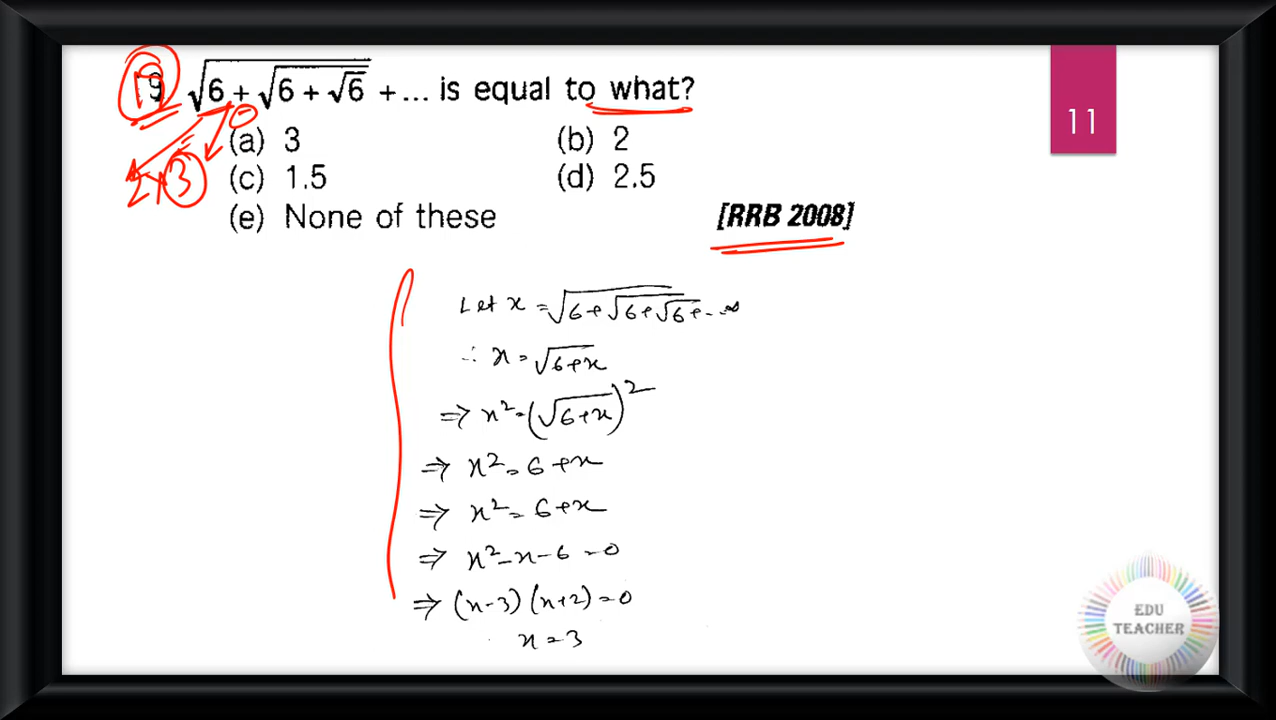 19 √6 + √6 + √6 + ... is equal to what?
11
(a) 3 (b) 2
2×3
(c) 1.5 (d) 2.5
(e) None of these [RRB 2008]
Let x = √6+√6+√6+...∞
∴ x = √6+x
⇒ x² = (√6+x)²
⇒ x² = 6+x
⇒ x² = 6+x
⇒ x²-x-6 = 0
⇒ (x-3) (x+2) = 0
x = 3
EDU
TEACHER